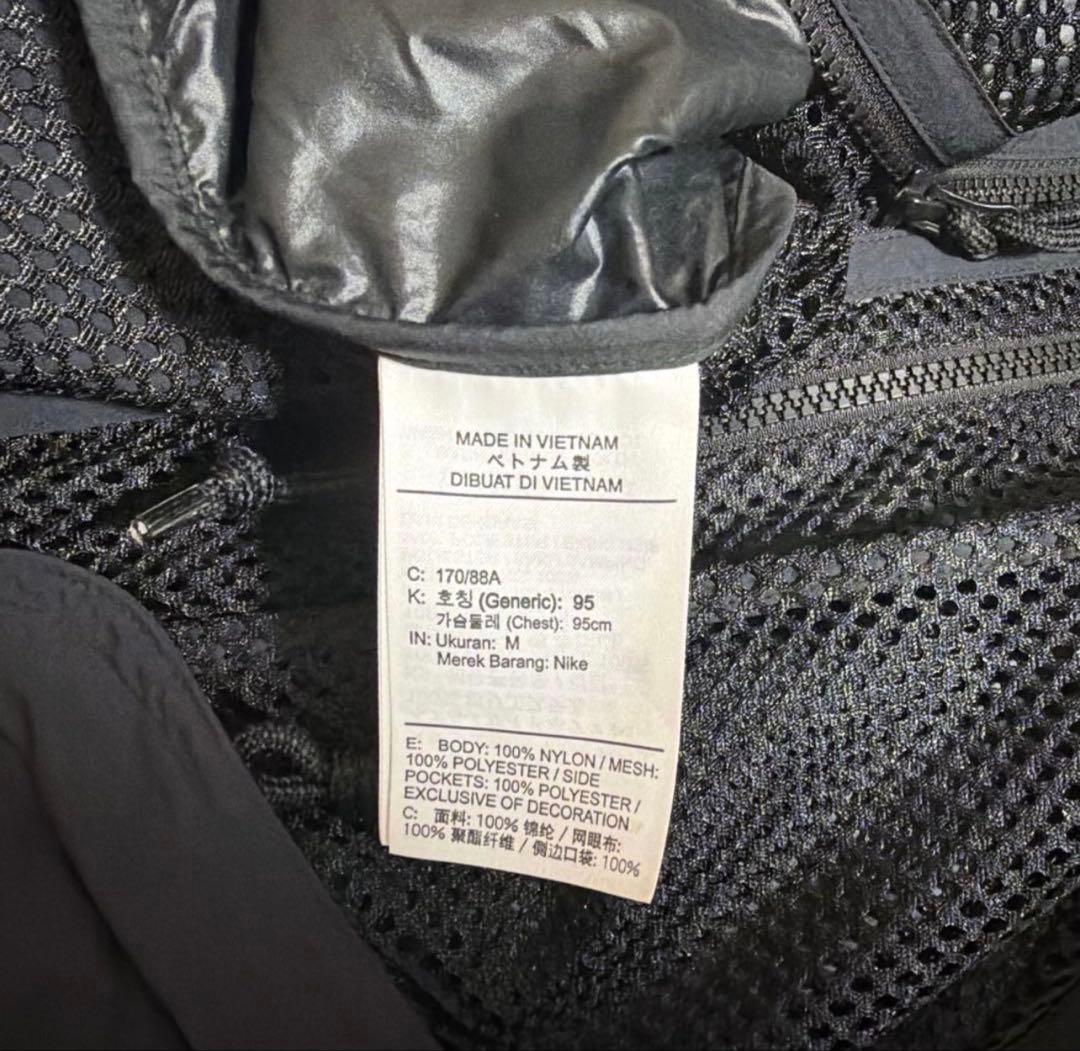 MADE IN VIETNAM
ベトナム製
DIBUAT DI VIETNAM
C: 170/88A
K: 호칭 (Generic): 95
가슴둘레 (Chest): 95cm
IN: Ukuran: M
Merek Barang: Nike
E: BODY: 100% NYLON / MESH:
100% POLYESTER / SIDE
POCKETS: 100% POLYESTER /
EXCLUSIVE OF DECORATION
C: 面料: 100% 锦纶 / 网眼布:
100% 聚酯纤维 / 侧边口袋: 100%